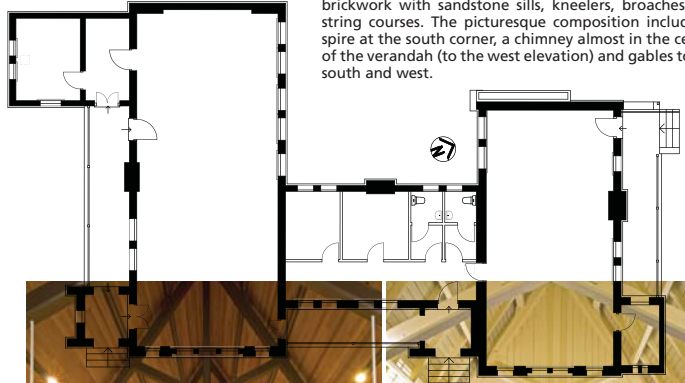 brickwork with sandstone sills, kneelers, broaches
string courses. The picturesque composition includ
spire at the south corner, a chimney almost in the ce
of the verandah (to the west elevation) and gables to
south and west.
N